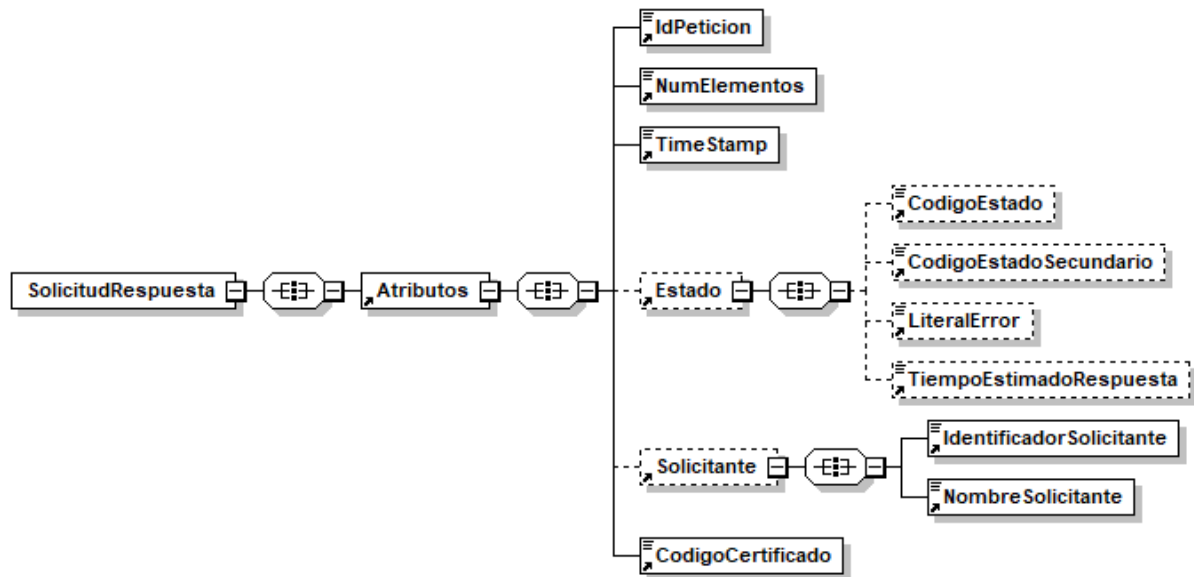 IdPeticion
NumElementos
TimeStamp
CodigoEstado
CodigoEstadoSecundario
SolicitudRespuesta
Atributos
Estado
LiteralError
TiempoEstimadoRespuesta
IdentificadorSolicitante
Solicitante
NombreSolicitante
CodigoCertificado